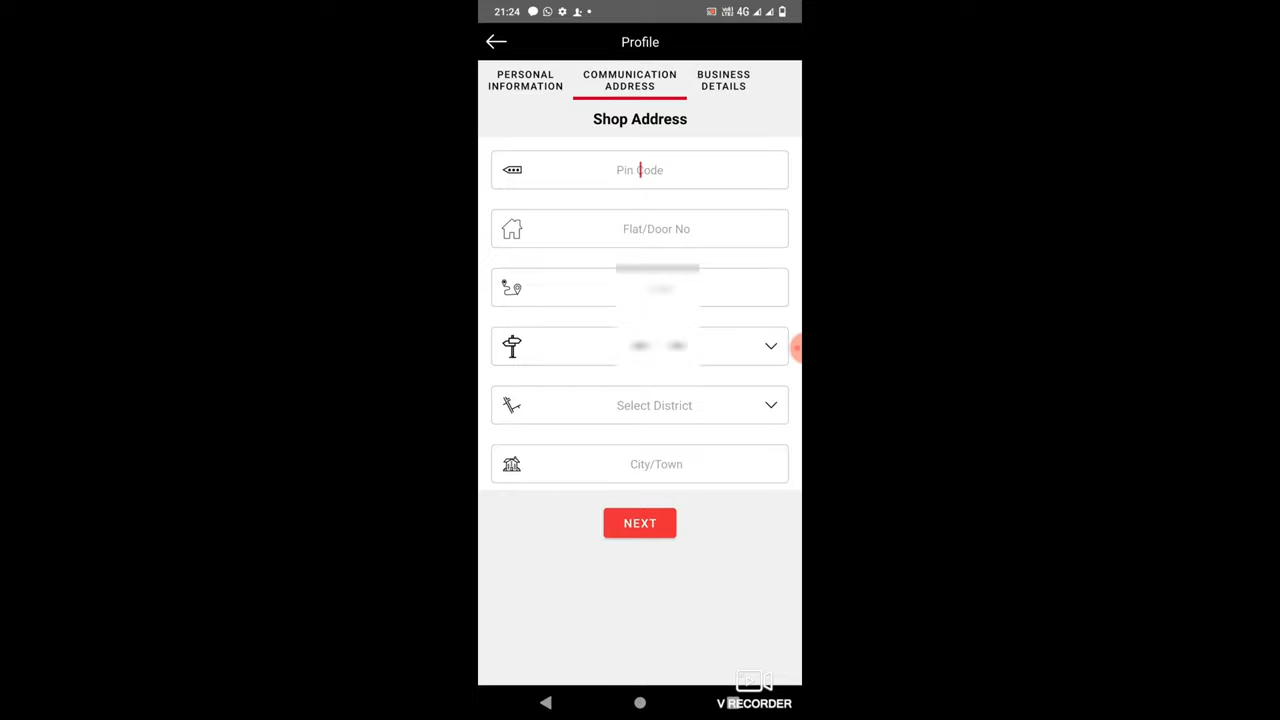 21:24
4G
Profile
PERSONAL INFORMATION
COMMUNICATION ADDRESS
BUSINESS DETAILS
Shop Address
Pin Code
Flat/Door No
Select District
City/Town
NEXT
V RECORDER